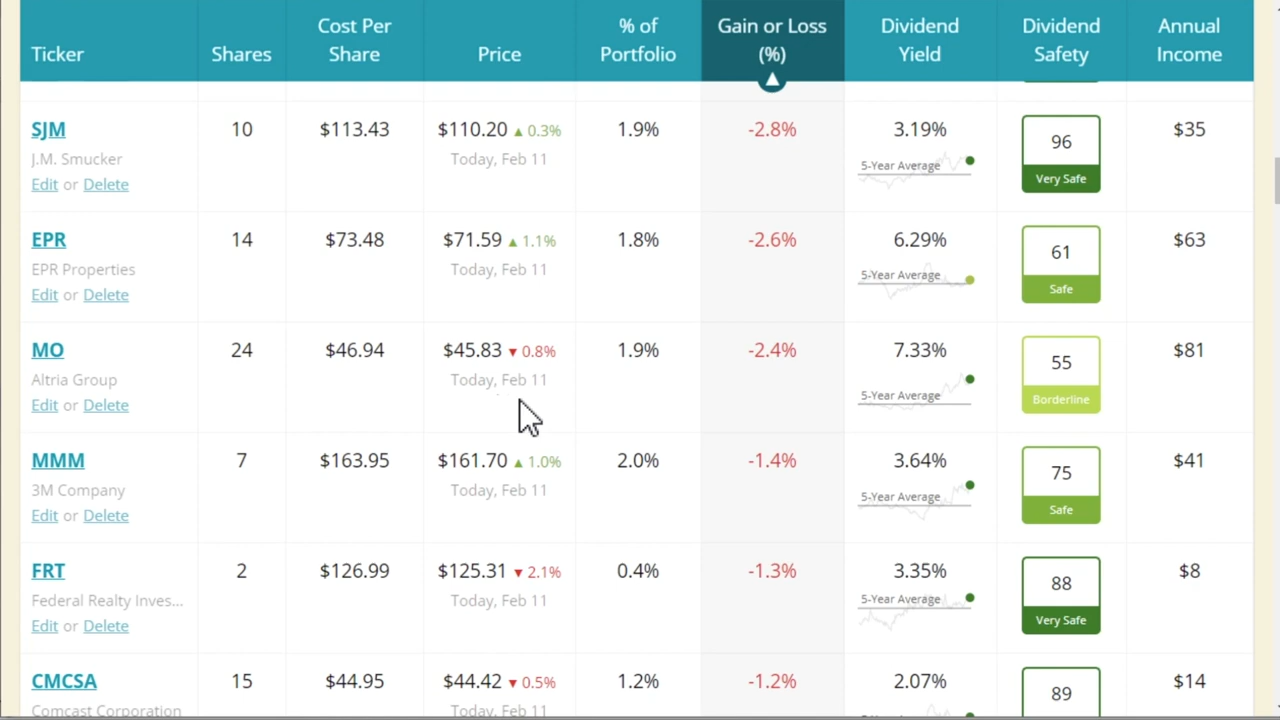 Ticker Shares Cost Per Share Price % of Portfolio Gain or Loss (%) Dividend Yield Dividend Safety Annual Income
SJM 10 $113.43 $110.20 ▲ 0.3% 1.9% -2.8% 3.19% 96 $35
J.M. Smucker Today, Feb 11 5-Year Average Very Safe
Edit or Delete
EPR 14 $73.48 $71.59 ▲ 1.1% 1.8% -2.6% 6.29% 61 $63
EPR Properties Today, Feb 11 5-Year Average Safe
Edit or Delete
MO 24 $46.94 $45.83 ▼ 0.8% 1.9% -2.4% 7.33% 55 $81
Altria Group Today, Feb 11 5-Year Average Borderline
Edit or Delete
MMM 7 $163.95 $161.70 ▲ 1.0% 2.0% -1.4% 3.64% 75 $41
3M Company Today, Feb 11 5-Year Average Safe
Edit or Delete
FRT 2 $126.99 $125.31 ▼ 2.1% 0.4% -1.3% 3.35% 88 $8
Federal Realty Inves... Today, Feb 11 5-Year Average Very Safe
Edit or Delete
CMCSA 15 $44.95 $44.42 ▼ 0.5% 1.2% -1.2% 2.07% 89 $14
Comcast Corporation Today, Feb 11